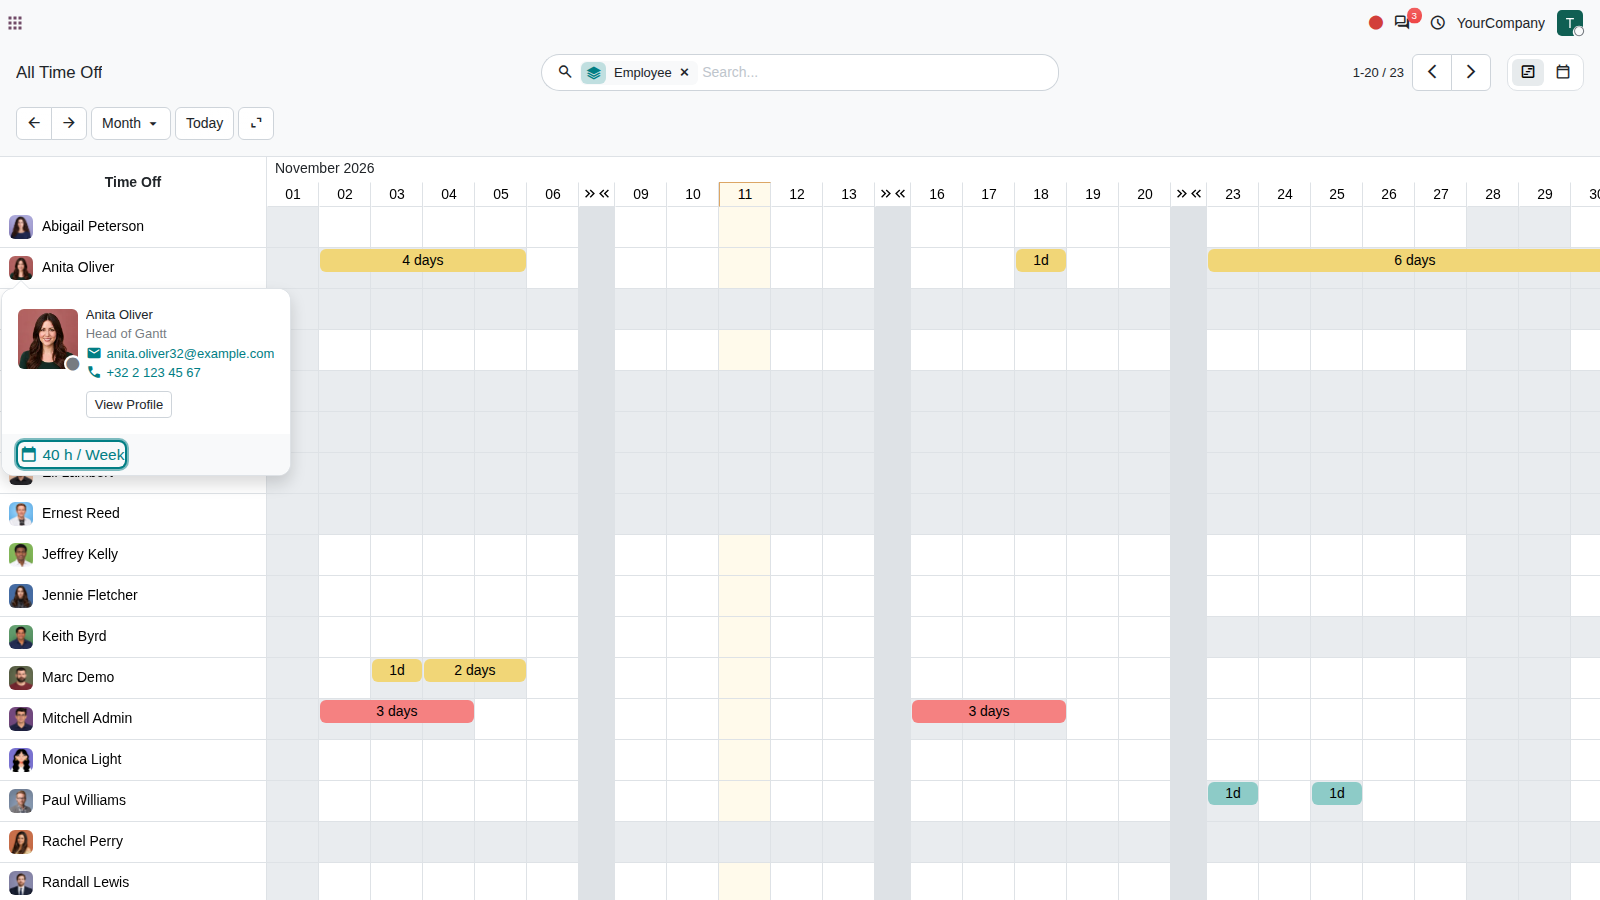 3
YourCompany
T
All Time Off
Employee
Search...
1-20 / 23
Month
Today
Time Off
November 2026
01 02 03 04 05 06 09 10 11 12 13 16 17 18 19 20 23 24 25 26 27 28 29 30
Abigail Peterson
Anita Oliver
4 days
1d
6 days
Anita Oliver
Head of Gantt
anita.oliver32@example.com
+32 2 123 45 67
View Profile
40 h / Week
Ernest Reed
Jeffrey Kelly
Jennie Fletcher
Keith Byrd
Marc Demo
1d
2 days
Mitchell Admin
3 days
3 days
Monica Light
Paul Williams
1d
1d
Rachel Perry
Randall Lewis